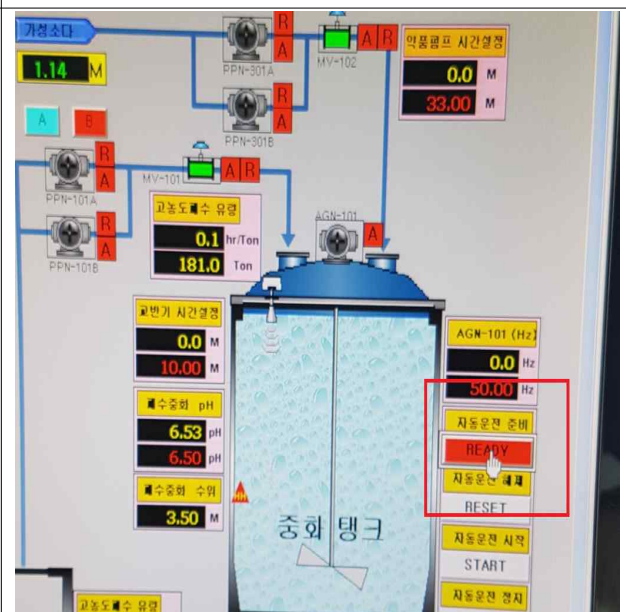 가성소다
R
A
PPN-301A
MV-102
A R
약품펌프 시간설정
0.0 M
33.00 M
1.14 M
A
B
R
A
PPN-301B
R
A
PPN-101A
MV-101
A R
고농도폐수 유량
0.1 hr/Ton
181.0 Ton
R
A
PPN-101B
AGN-101
A
교반기 시간설정
0.0 M
10.00 M
AGN-101 (Hz)
0.0 Hz
50.00 Hz
폐수중화 pH
6.53 pH
6.50 pH
자동운전 준비
READY
폐수중화 수위
HH
3.50 M
자동운전 해제
RESET
중화 탱크
자동운전 시작
START
자동운전 정지
고농도폐수 유량